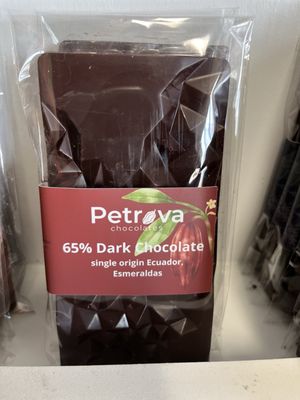 Petrova
chocolates
65% Dark Chocolate
single origin Ecuador,
Esmeraldas